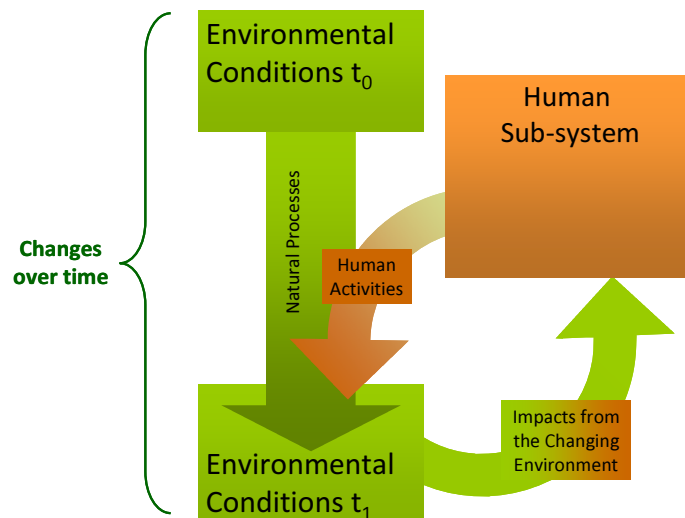 Environmental
Conditions t₀
Human
Sub-system
Natural Processes
Changes
over time
Human
Activities
Impacts from
the Changing
Environment
Environmental
Conditions t₁